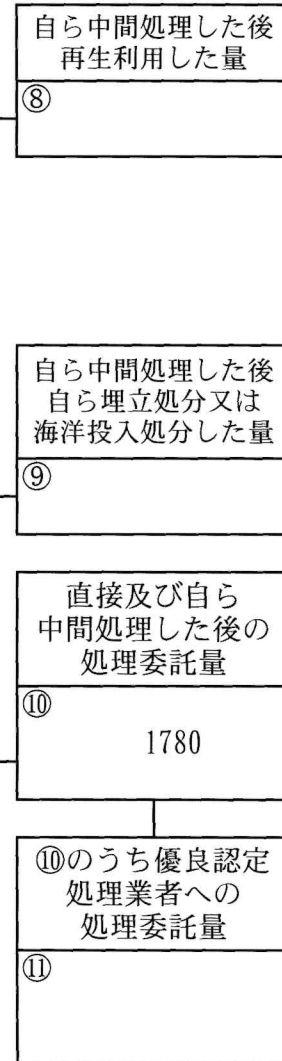 自ら中間処理した後
再生利用した量
⑧
自ら中間処理した後
自ら埋立処分又は
海洋投入処分した量
⑨
直接及び自ら
中間処理した後の
処理委託量
⑩
1780
⑩のうち優良認定
処理業者への
処理委託量
⑪